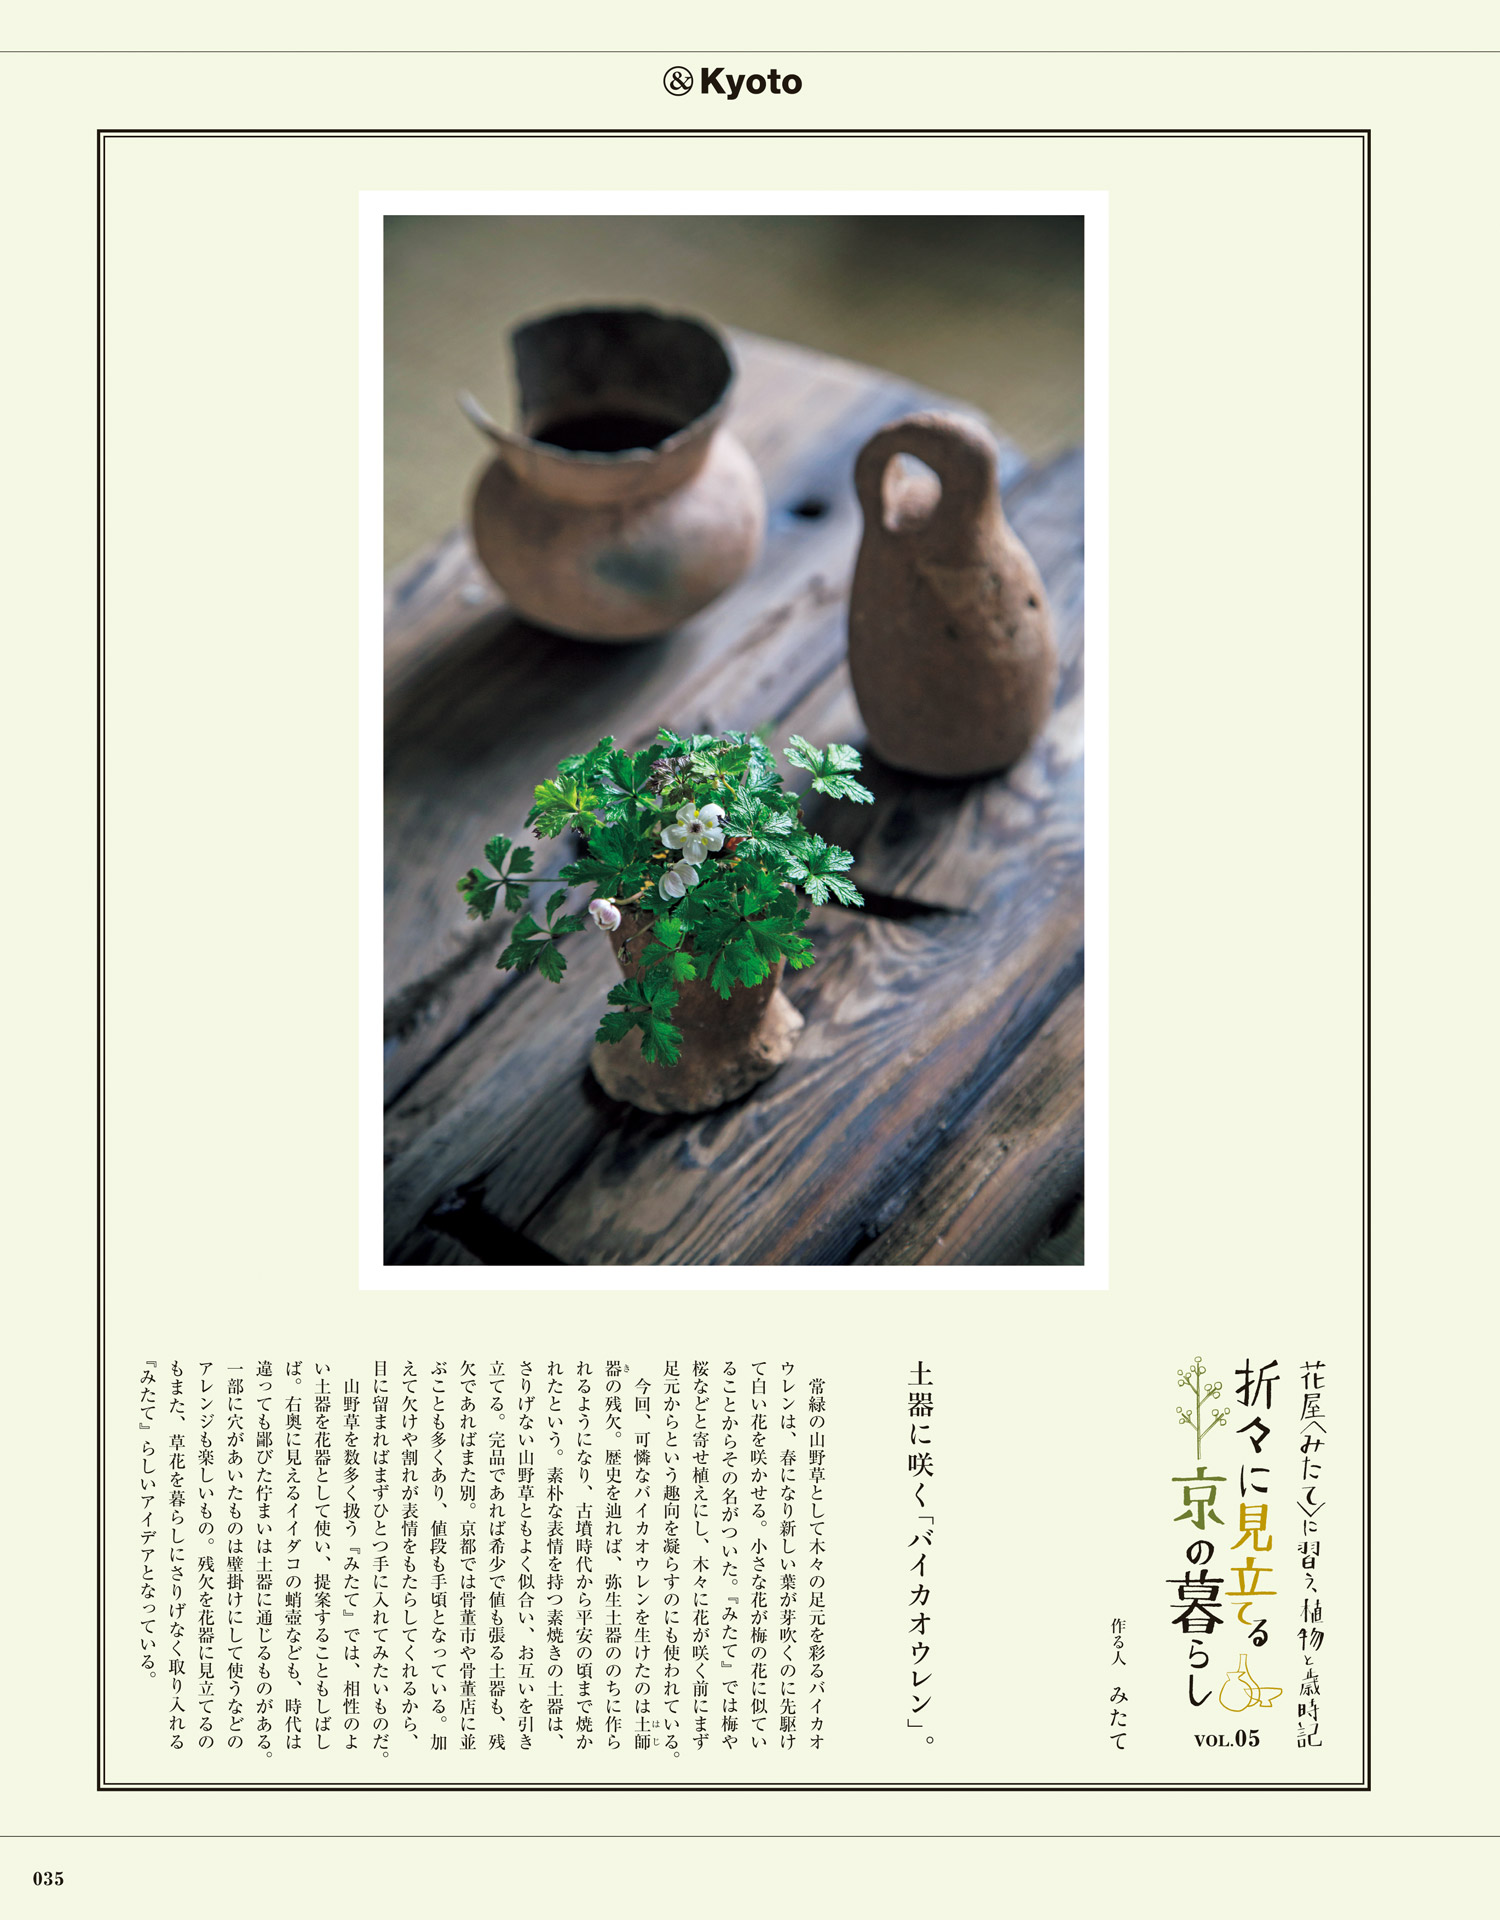 &Kyoto
花屋〈みたて〉に習う、植物と歳時記
折々に見立てる
京の暮らし
VOL.05
作る人　みたて
土器に咲く「バイカオウレン」。
　常緑の山野草として木々の足元を彩るバイカオ
ウレンは、春になり新しい葉が芽吹くのに先駆け
て白い花を咲かせる。小さな花が梅の花に似てい
ることからその名がついた。『みたて』では梅や
桜などと寄せ植えにし、木々に花が咲く前にまず
足元からという趣向を凝らすのにも使われている。
　今回、可憐なバイカオウレンを生けたのは土師
はじ
器の残欠。歴史を辿れば、弥生土器ののちに作ら
き
れるようになり、古墳時代から平安の頃まで焼か
れたという。素朴な表情を持つ素焼きの土器は、
さりげない山野草ともよく似合い、お互いを引き
立てる。完品であれば希少で値も張る土器も、残
欠であればまた別。京都では骨董市や骨董店に並
ぶことも多くあり、値段も手頃となっている。加
えて欠けや割れが表情をもたらしてくれるから、
目に留まればまずひとつ手に入れてみたいものだ。
　山野草を数多く扱う『みたて』では、相性のよ
い土器を花器として使い、提案することもしばし
ば。右奥に見えるイイダコの蛸壺なども、時代は
違っても鄙びた佇まいは土器に通じるものがある。
一部に穴があいたものは壁掛けにして使うなどの
アレンジも楽しいもの。残欠を花器に見立てるの
もまた、草花を暮らしにさりげなく取り入れる
『みたて』らしいアイデアとなっている。
035